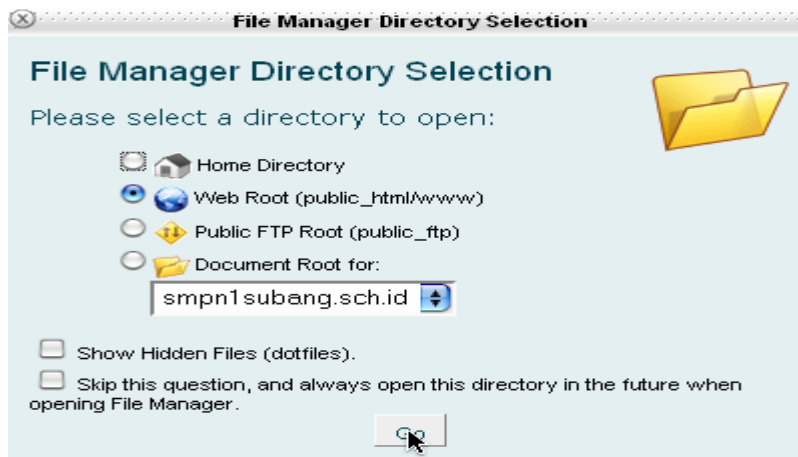 File Manager Directory Selection
File Manager Directory Selection
Please select a directory to open:
Home Directory
Web Root (public_html/www)
Public FTP Root (public_ftp)
Document Root for:
smpn1subang.sch.id
Show Hidden Files (dotfiles).
Skip this question, and always open this directory in the future when
opening File Manager.
Go